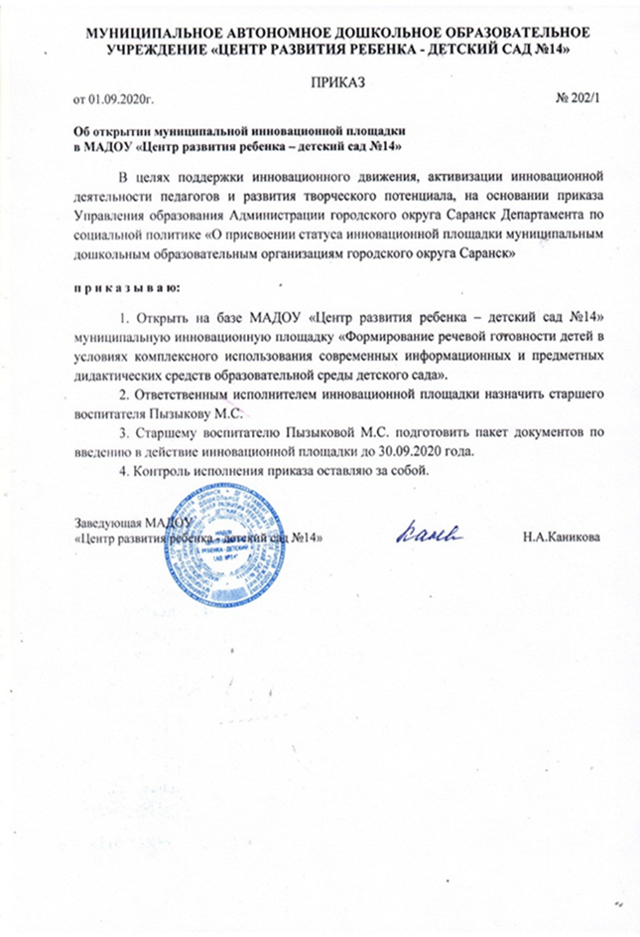 МУНИЦИПАЛЬНОЕ АВТОНОМНОЕ ДОШКОЛЬНОЕ ОБРАЗОВАТЕЛЬНОЕ
УЧРЕЖДЕНИЕ «ЦЕНТР РАЗВИТИЯ РЕБЕНКА - ДЕТСКИЙ САД №14»
ПРИКАЗ
от 01.09.2020г. № 202/1
Об открытии муниципальной инновационной площадки
в МАДОУ «Центр развития ребенка – детский сад №14»
В целях поддержки инновационного движения, активизации инновационной
деятельности педагогов и развития творческого потенциала, на основании приказа
Управления образования Администрации городского округа Саранск Департамента по
социальной политике «О присвоении статуса инновационной площадки муниципальным
дошкольным образовательным организациям городского округа Саранск»
п р и к а з ы в а ю:
1. Открыть на базе МАДОУ «Центр развития ребенка – детский сад №14»
муниципальную инновационную площадку «Формирование речевой готовности детей в
условиях комплексного использования современных информационных и предметных
дидактических средств образовательной среды детского сада».
2. Ответственным исполнителем инновационной площадки назначить старшего
воспитателя Пызыкову М.С.
3. Старшему воспитателю Пызыковой М.С. подготовить пакет документов по
введению в действие инновационной площадки до 30.09.2020 года.
4. Контроль исполнения приказа оставляю за собой.
Заведующая МАДОУ
«Центр развития ребенка - детский сад №14» Н.А.Каникова
РЕБЕНКА - ДЕТСКИЙ
САД №14"